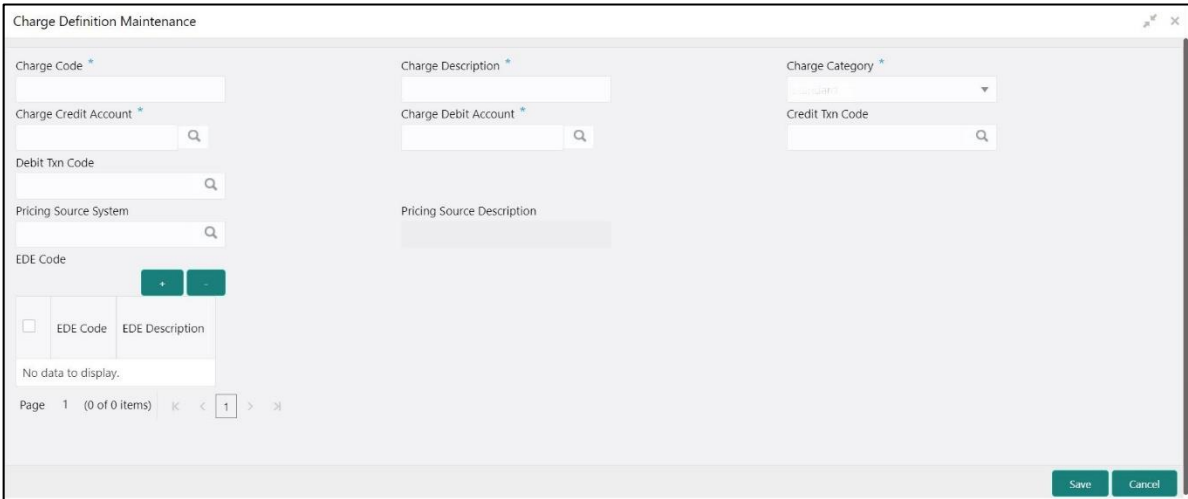 Charge Definition Maintenance
Charge Code * Charge Description * Charge Category *
Charge Credit Account * Charge Debit Account * Credit Txn Code
Debit Txn Code
Pricing Source System Pricing Source Description
EDE Code
+ -
EDE Code EDE Description
No data to display.
Page 1 (0 of 0 items) 1
Save Cancel